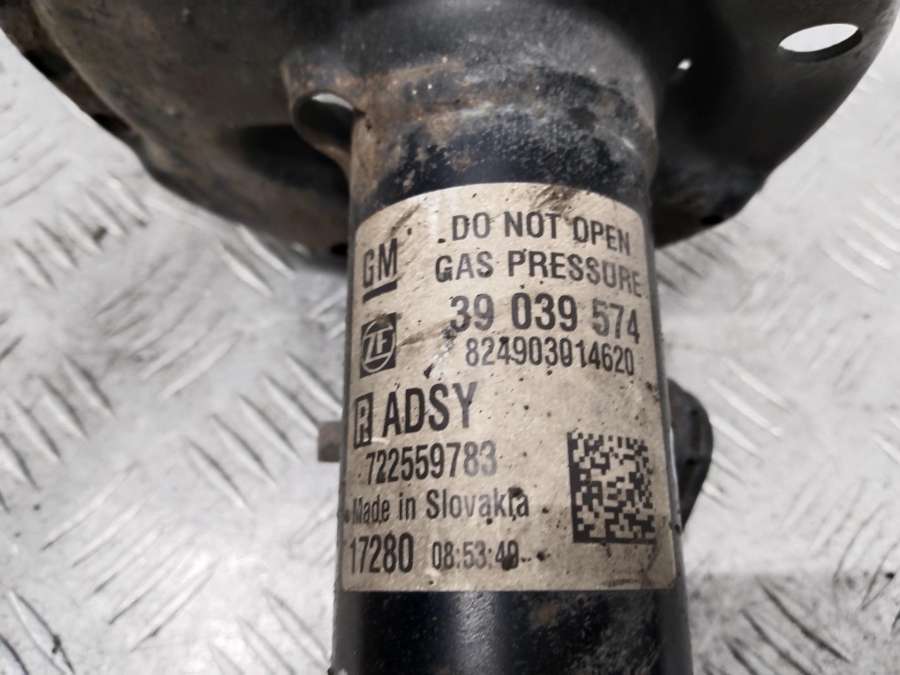 DO NOT OPEN
GM
GAS PRESSURE
39 039 574
ZF
824903014620
R ADSY
722559783
Made in Slovakia
17280 08:53:40